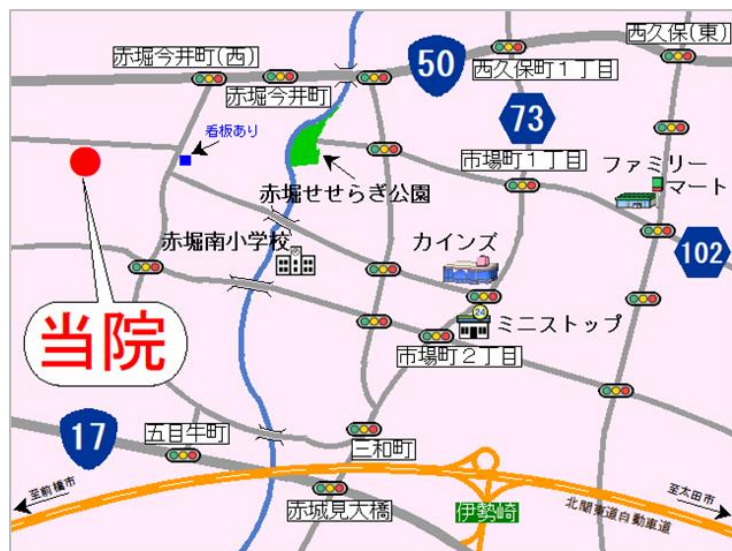 西久保(東)
赤堀今井町(西)
50
西久保町1丁目
赤堀今井町
73
看板あり
市場町1丁目
ファミリー
マート
赤堀せせらぎ公園
赤堀南小学校
カインズ
102
24
ミニストップ
当院
市場町2丁目
17
五目牛町
三和町
至前橋市
至太田市
赤城見大橋
伊勢崎
北関東道自動車道